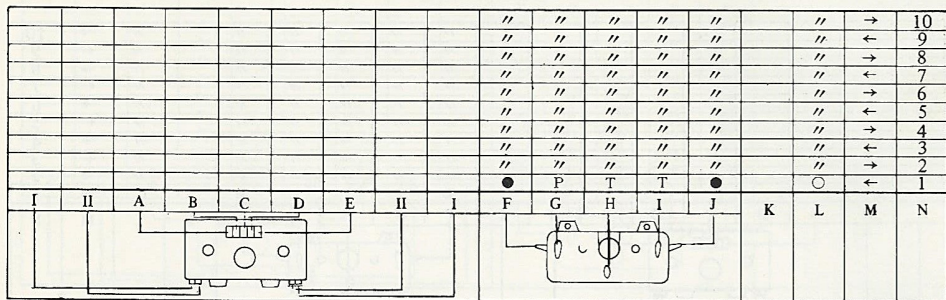 〃 〃 〃 〃 〃 〃 → 10
〃 〃 〃 〃 〃 〃 ← 9
〃 〃 〃 〃 〃 〃 → 8
〃 〃 〃 〃 〃 〃 ← 7
〃 〃 〃 〃 〃 〃 → 6
〃 〃 〃 〃 〃 〃 ← 5
〃 〃 〃 〃 〃 〃 → 4
〃 〃 〃 〃 〃 〃 ← 3
〃 〃 〃 〃 〃 〃 → 2
● P T T ● ○ ← 1
I II A B C D E II I F G H I J K L M N